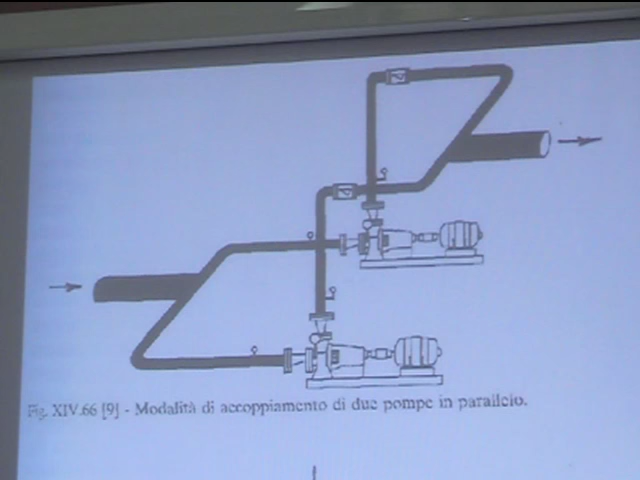 Fig. XIV.66 [9] - Modalità di accoppiamento di due pompe in parallelo.